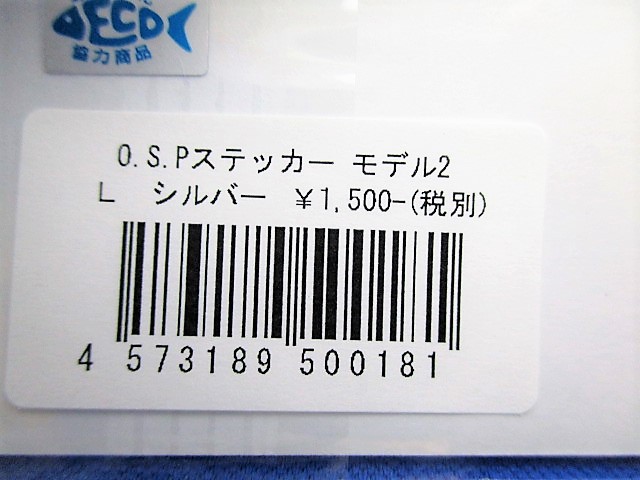 ECO
協力商品
O.S.Pステッカー モデル2
L シルバー ¥1,500-(税別)
4 573189 500181